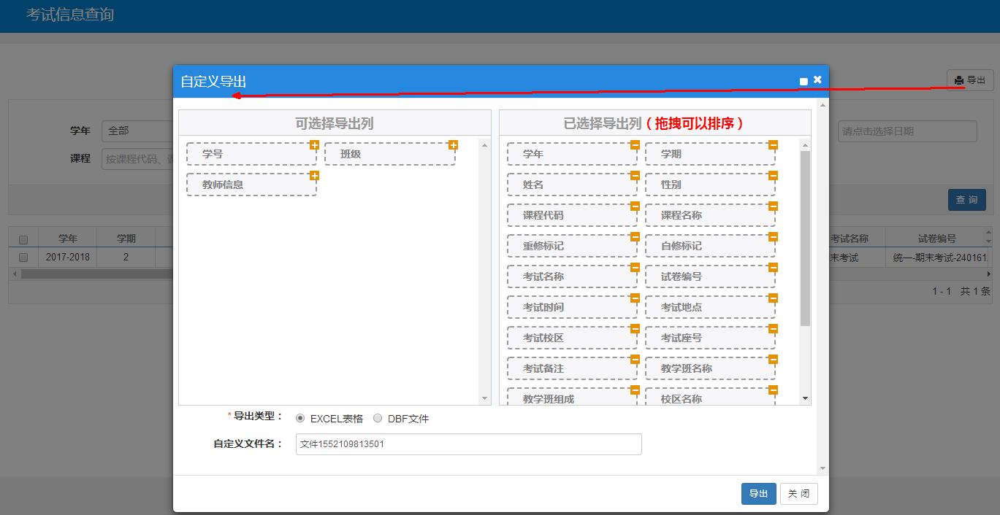 考试信息查询
导出
学年 全部
请点击选择日期
课程 按课程代码、
查 询
学年 学期
考试名称 试卷编号
2017-2018 2
末考试 统一-期末考试-240161
1 - 1 共 1 条
自定义导出
可选择导出列
学号 班级
教师信息
已选择导出列（拖拽可以排序）
学年 学期
姓名 性别
课程代码 课程名称
重修标记 自修标记
考试名称 试卷编号
考试时间 考试地点
考试校区 考试座号
考试备注 教学班名称
教学班组成 校区名称
*导出类型： EXCEL表格 DBF文件
自定义文件名： 文件1552109813501
导出 关 闭